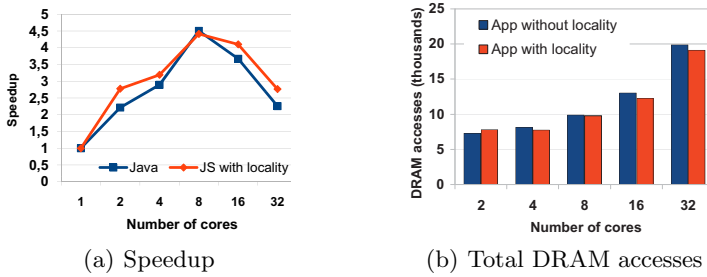 Speedup
5
4,5
4
3,5
3
2,5
2
1,5
1
0,5
0
Java
JS with locality
1 2 4 8 16 32
Number of cores
(a) Speedup
DRAM accesses (thousands)
25
20
15
10
5
0
App without locality
App with locality
2 4 8 16 32
Number of cores
(b) Total DRAM accesses